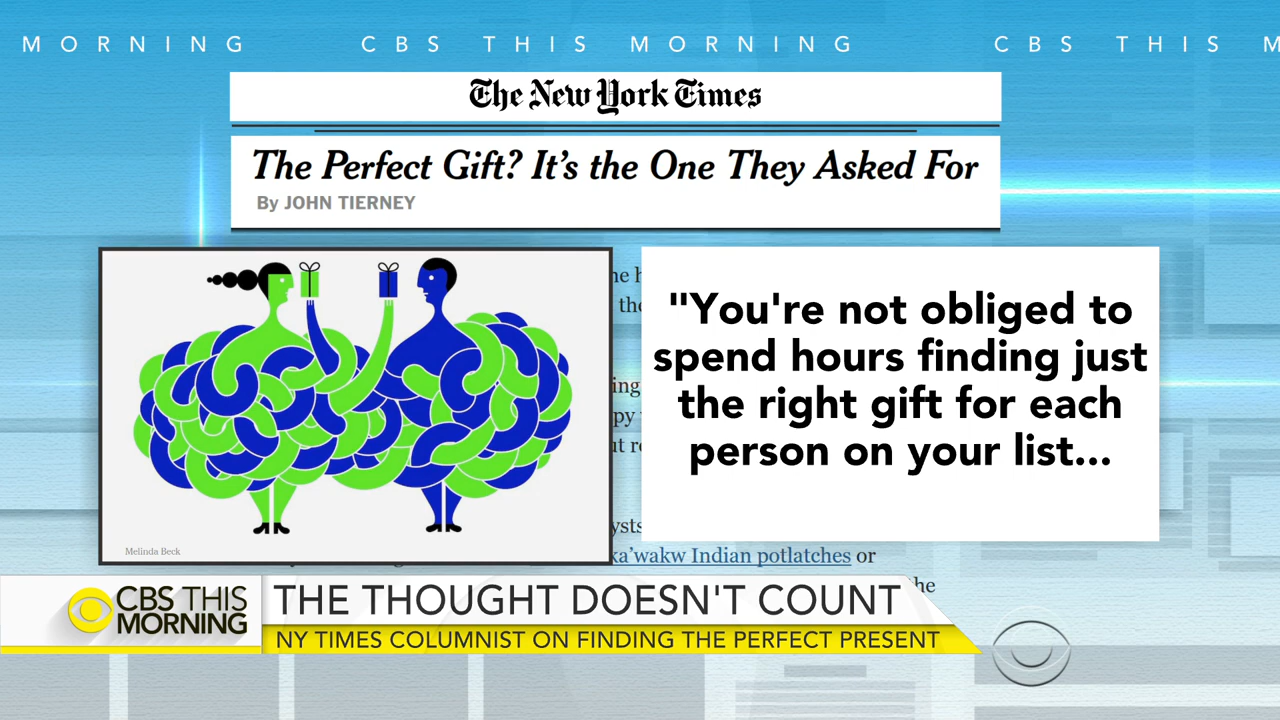 MORNING CBS THIS MORNING CBS THIS M
The New York Times
The Perfect Gift? It's the One They Asked For
By JOHN TIERNEY
"You're not obliged to
spend hours finding just
the right gift for each
person on your list...
Melinda Beck
ka'wakw Indian potlatches or
he
CBS THIS
MORNING
THE THOUGHT DOESN'T COUNT
NY TIMES COLUMNIST ON FINDING THE PERFECT PRESENT